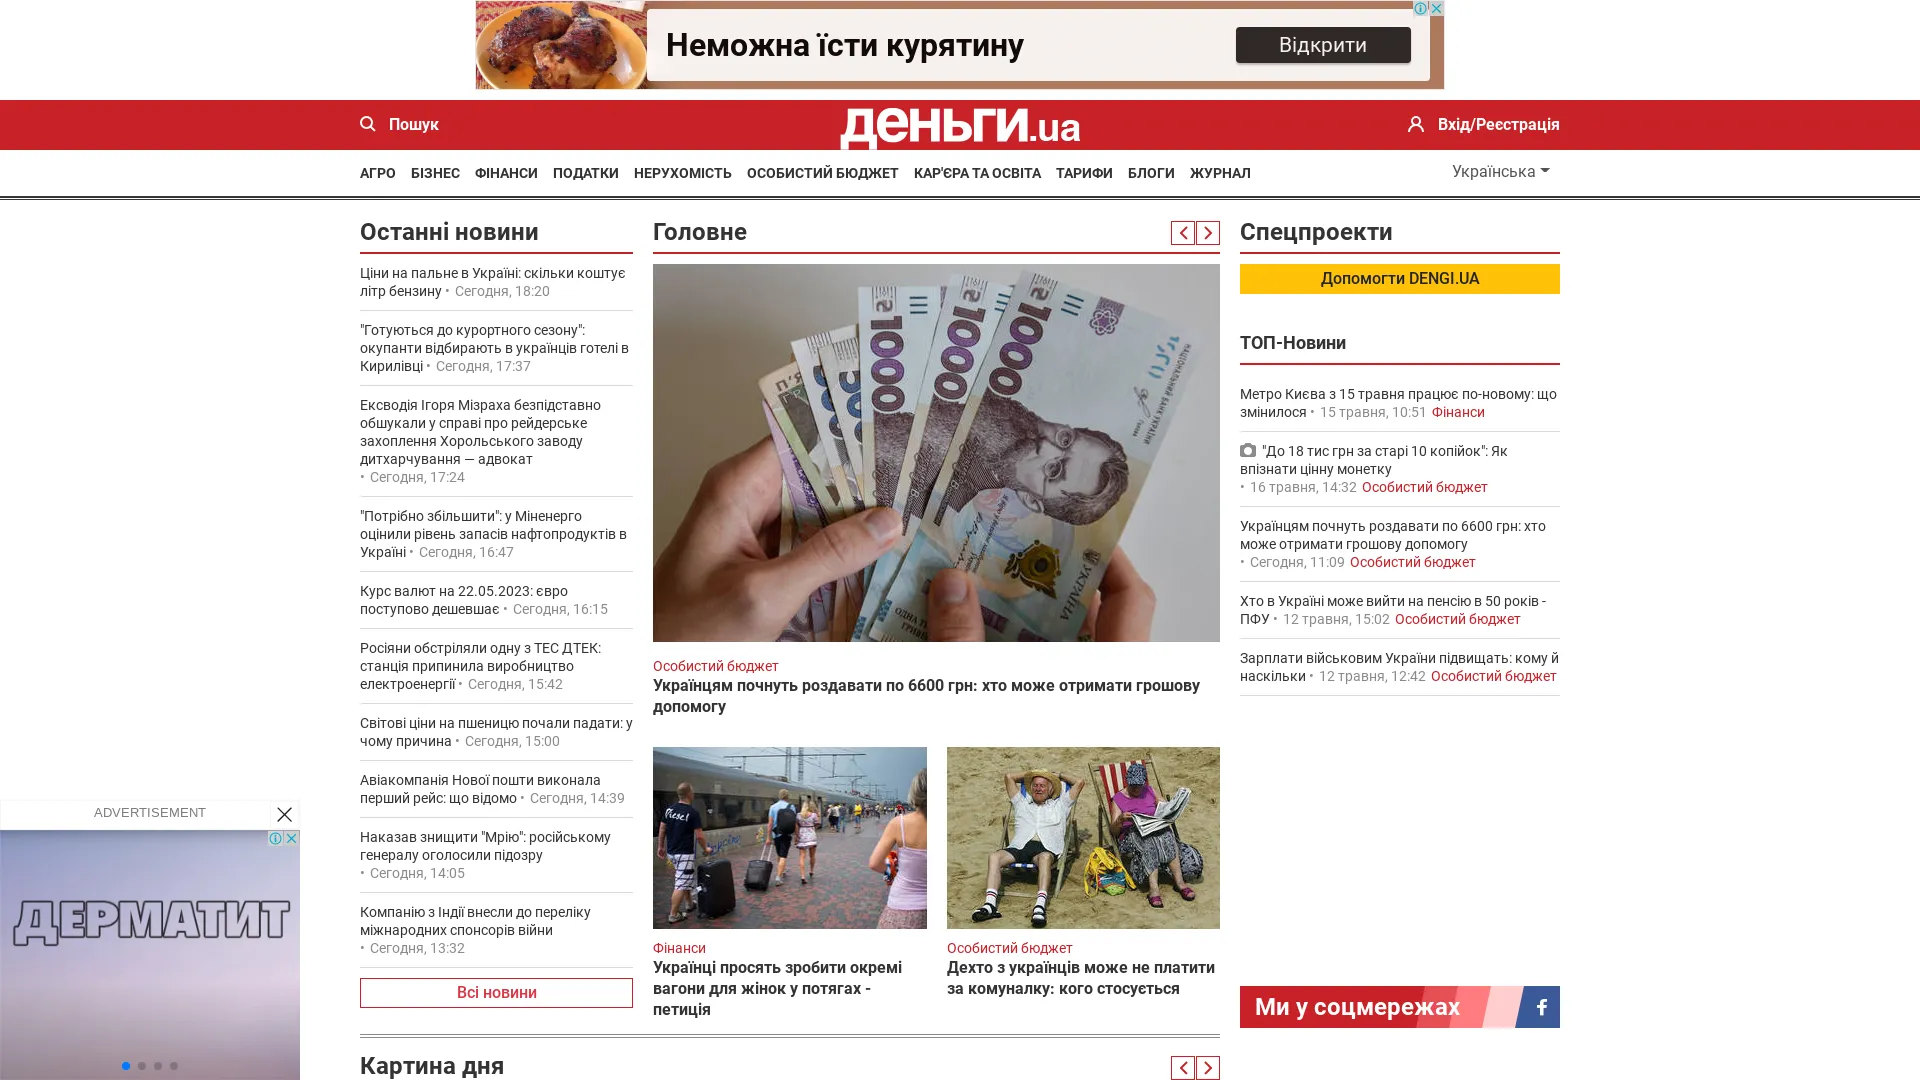 Неможна їсти курятину
Відкрити
Пошук
деньги.ua
Вхід/Реєстрація
АГРО БІЗНЕС ФІНАНСИ ПОДАТКИ НЕРУХОМІСТЬ ОСОБИСТИЙ БЮДЖЕТ КАР'ЄРА ТА ОСВІТА ТАРИФИ БЛОГИ ЖУРНАЛ
Українська
Останні новини
Ціни на пальне в Україні: скільки коштує
літр бензину • Сегодня, 18:20
"Готуються до курортного сезону":
окупанти відбирають в українців готелі в
Кирилівці • Сегодня, 17:37
Ексводія Ігоря Мізраха безпідставно
обшукали у справі про рейдерське
захоплення Хорольського заводу
дитхарчування — адвокат
• Сегодня, 17:24
"Потрібно збільшити": у Міненерго
оцінили рівень запасів нафтопродуктів в
Україні • Сегодня, 16:47
Курс валют на 22.05.2023: євро
поступово дешевшає • Сегодня, 16:15
Росіяни обстріляли одну з ТЕС ДТЕК:
станція припинила виробництво
електроенергії • Сегодня, 15:42
Світові ціни на пшеницю почали падати: у
чому причина • Сегодня, 15:00
Авіакомпанія Нової пошти виконала
перший рейс: що відомо • Сегодня, 14:39
Наказав знищити "Мрію": російському
генералу оголосили підозру
• Сегодня, 14:05
Компанію з Індії внесли до переліку
міжнародних спонсорів війни
• Сегодня, 13:32
Всі новини
Головне
1000
1000
1000
УКРАЇНА
Особистий бюджет
Українцям почнуть роздавати по 6600 грн: хто може отримати грошову
допомогу
Diesel
Фінанси
Українці просять зробити окремі
вагони для жінок у потягах -
петиція
Особистий бюджет
Дехто з українців може не платити
за комуналку: кого стосується
Спецпроекти
Допомогти DENGI.UA
ТОП-Новини
Метро Києва з 15 травня працює по-новому: що
змінилося • 15 травня, 10:51 Фінанси
"До 18 тис грн за старі 10 копійок": Як
впізнати цінну монетку
• 16 травня, 14:32 Особистий бюджет
Українцям почнуть роздавати по 6600 грн: хто
може отримати грошову допомогу
• Сегодня, 11:09 Особистий бюджет
Хто в Україні може вийти на пенсію в 50 років -
ПФУ • 12 травня, 15:02 Особистий бюджет
Зарплати військовим України підвищать: кому й
наскільки • 12 травня, 12:42 Особистий бюджет
Ми у соцмережах
Картина дня
ADVERTISEMENT
ДЕРМАТИТ